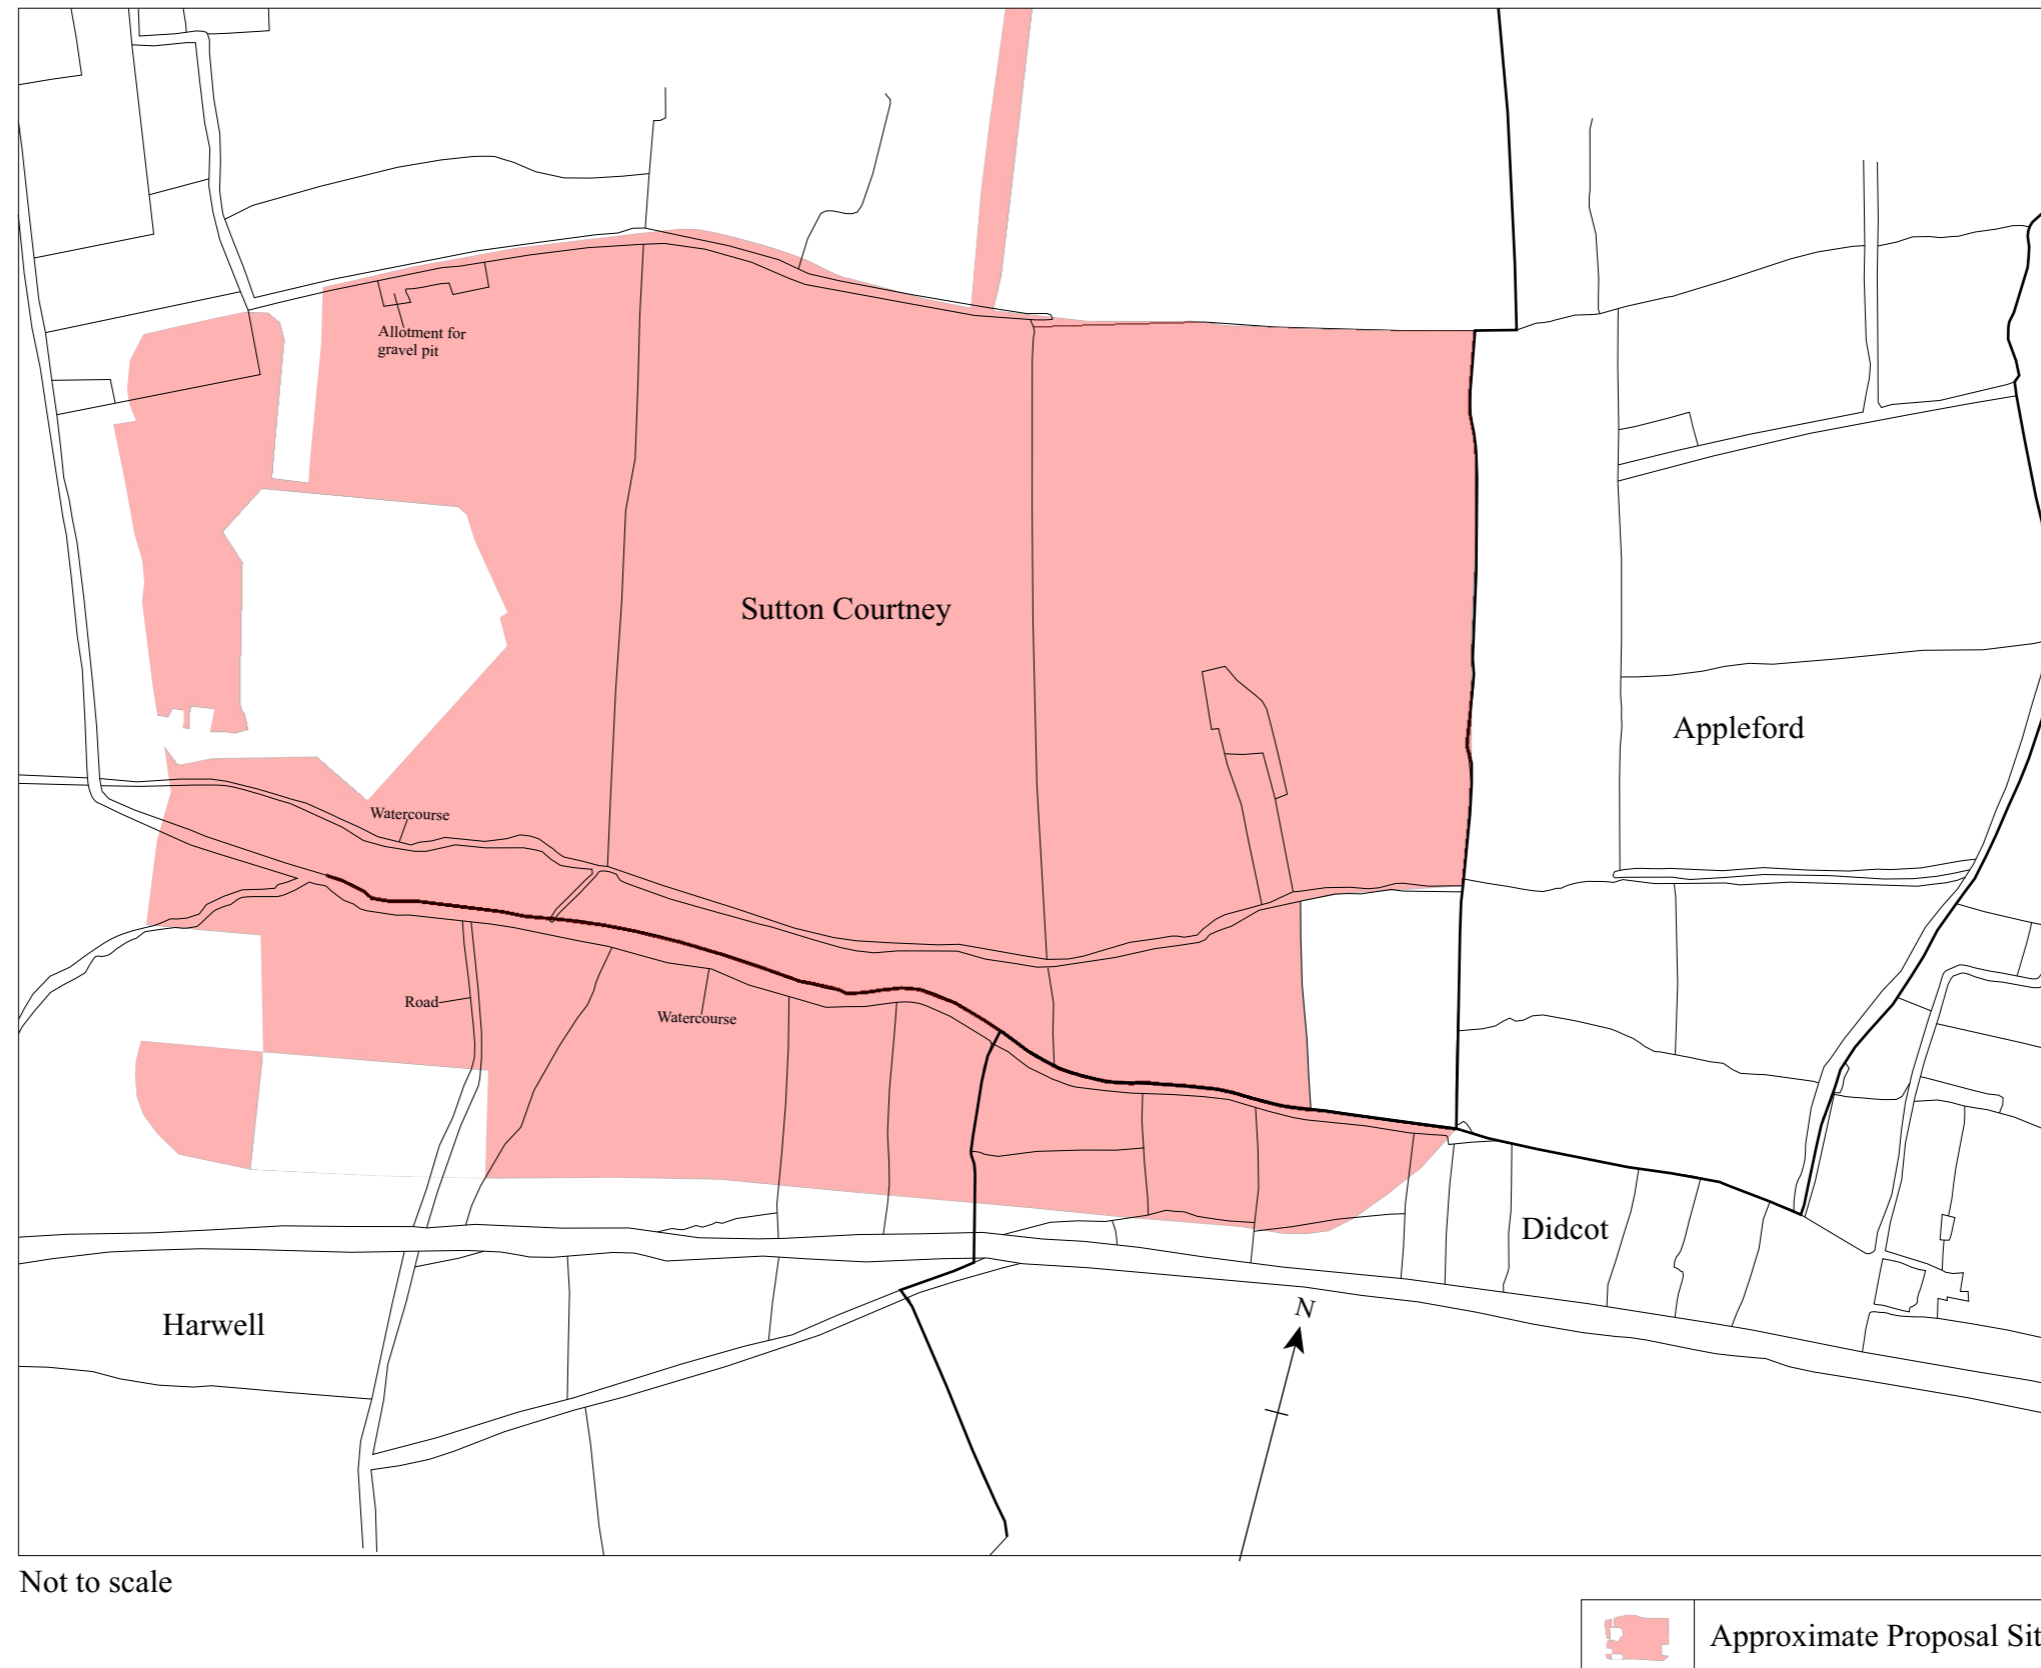 Allotment for
gravel pit
Sutton Courtney
Appleford
Watercourse
Road
Watercourse
Didcot
N
Harwell
Not to scale
Approximate Proposal Sit